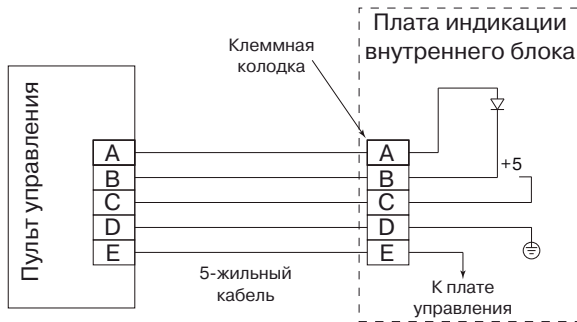 Плата индикации
внутреннего блока
Клеммная
колодка
Пульт управления
A
B
C
D
E
A
B
C
D
E
+5
5-жильный
кабель
К плате
управления